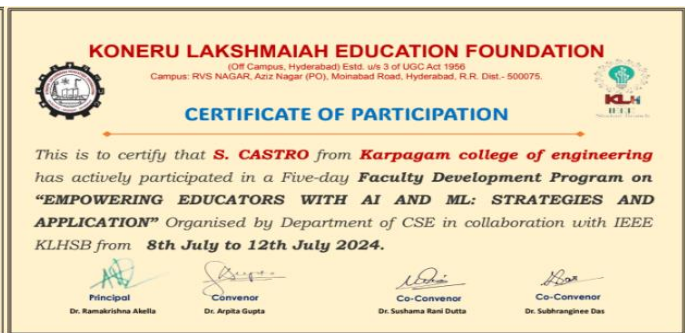 KONERU LAKSHMAIAH EDUCATION FOUNDATION
(Off Campus, Hyderabad) Estd. u/s 3 of UGC Act 1956
Campus: RVS NAGAR, Aziz Nagar (PO), Moinabad Road, Hyderabad, R.R. Dist.- 500075.
KLH
IEEE
Student Branch
CERTIFICATE OF PARTICIPATION
This is to certify that S. CASTRO from Karpagam college of engineering
has actively participated in a Five-day Faculty Development Program on
“EMPOWERING EDUCATORS WITH AI AND ML: STRATEGIES AND
APPLICATION” Organised by Department of CSE in collaboration with IEEE
KLHSB from 8th July to 12th July 2024.
Principal
Dr. Ramakrishna Akella
Convenor
Dr. Arpita Gupta
Co-Convenor
Dr. Sushama Rani Dutta
Co-Convenor
Dr. Subhranginee Das